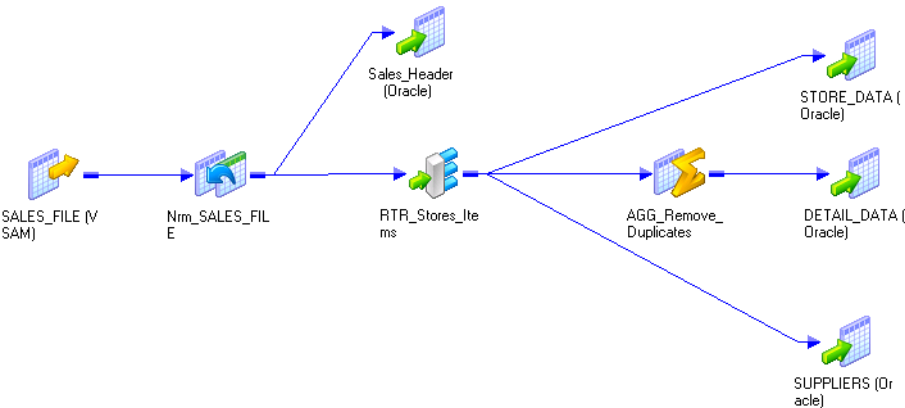 Sales_Header
(Oracle)
STORE_DATA (
Oracle)
SALES_FILE (V
SAM)
Nrm_SALES_FIL
E
RTR_Stores_Ite
ms
AGG_Remove_
Duplicates
DETAIL_DATA (
Oracle)
SUPPLIERS (Or
acle)